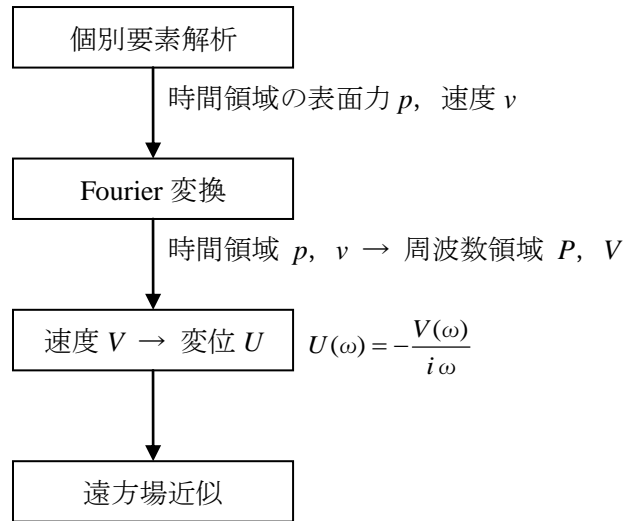 個別要素解析
時間領域の表面力 p, 速度 v
Fourier 変換
時間領域 p, v → 周波数領域 P, V
速度 V → 変位 U U(ω) = −V(ω)/iω
遠方場近似